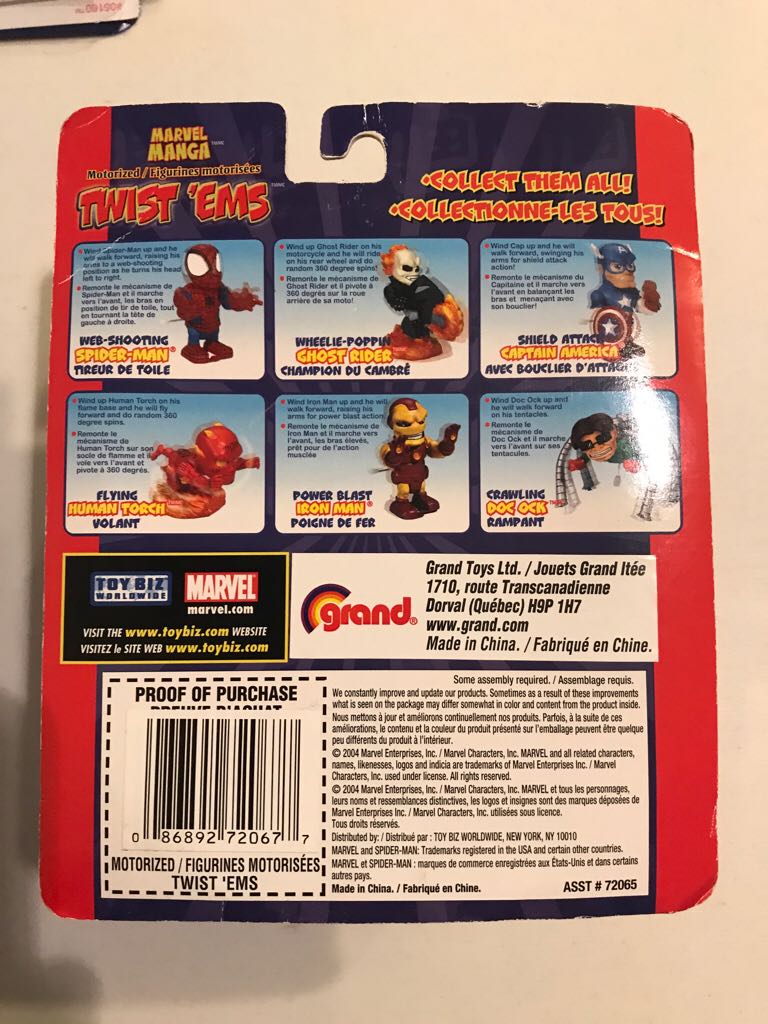 #05160
MARVEL
MANGA
Motorized / Figurines motorisées
TWIST 'EMS
•COLLECT THEM ALL!
•COLLECTIONNE-LES TOUS!
• Wind Spider-Man up and he
will walk forward, raising his
arms to a web-shooting
position as he turns his head
left to right.
• Remonte le mécanisme de
Spider-Man et il marche
vers l'avant, les bras en
position de tir de toile, tout
en tournant la tête de
gauche à droite.
WEB-SHOOTING
SPIDER-MAN®
TIREUR DE TOILE
• Wind up Ghost Rider on his
motorcycle and he will ride
on his rear wheel and do
random 360 degree spins!
• Remonte le mécanisme de
Ghost Rider et il pivote à
360 degrés sur la roue
arrière de sa moto!
WHEELIE-POPPIN
GHOST RIDER
CHAMPION DU CAMBRÉ
• Wind Cap up and he will
walk forward, swinging his
arms for shield attack
action!
• Remonte le mécanisme du
Capitaine et il marche vers
l'avant en balançant les
bras et menaçant avec
son bouclier!
SHIELD ATTACK
CAPTAIN AMERICA
AVEC BOUCLIER D'ATTAQUE
• Wind up Human Torch on his
flame base and he will fly
forward and do random 360
degree spins.
• Remonte le
mécanisme de
Human Torch sur son
socle de flamme et il
vole vers l'avant et
pivote à 360 degrés.
FLYING
HUMAN TORCH
VOLANT
• Wind Iron Man up and he will
walk forward, raising his
arms for power blast action
• Remonte le mécanisme de
Iron Man et il marche vers
l'avant, les bras élevés,
prêt pour de l'action
musclée
POWER BLAST
IRON MAN®
POIGNE DE FER
• Wind Doc Ock up and
he will walk forward
on his tentacles.
• Remonte le
mécanisme de
Doc Ock et il marche
vers l'avant sur ses
tentacules.
CRAWLING
DOC OCK
RAMPANT
TOY BIZ
WORLDWIDE
MARVEL
marvel.com
VISIT THE www.toybiz.com WEBSITE
VISITEZ le SITE WEB www.toybiz.com
grand®
Grand Toys Ltd. / Jouets Grand ltée
1710, route Transcanadienne
Dorval (Québec) H9P 1H7
www.grand.com
Made in China. / Fabriqué en Chine.
PROOF OF PURCHASE
PREUVE D'ACHAT
0 86892 72067 7
MOTORIZED / FIGURINES MOTORISÉES
TWIST 'EMS
Some assembly required. / Assemblage requis.
We constantly improve and update our products. Sometimes as a result of these improvements
what is seen on the package may differ somewhat in color and content from the product inside.
Nous mettons à jour et améliorons continuellement nos produits. Parfois, à la suite de ces
améliorations, le contenu et la couleur du produit présenté sur l'emballage peuvent être quelque
peu différents du produit à l'intérieur.
© 2004 Marvel Enterprises, Inc. / Marvel Characters, Inc. MARVEL and all related characters,
names, likenesses, logos and indicia are trademarks of Marvel Enterprises Inc. / Marvel
Characters, Inc. used under license. All rights reserved.
© 2004 Marvel Enterprises, Inc. / Marvel Characters, Inc. MARVEL et tous les personnages,
leurs noms et ressemblances distinctives, les logos et insignes sont des marques déposées de
Marvel Enterprises Inc. / Marvel Characters, Inc. utilisées sous licence.
Tous droits réservés.
Distributed by: / Distribué par : TOY BIZ WORLDWIDE, NEW YORK, NY 10010
MARVEL and SPIDER-MAN: Trademarks registered in the USA and certain other countries.
MARVEL et SPIDER-MAN : marques de commerce enregistrées aux États-Unis et dans certains
autres pays.
Made in China. / Fabriqué en Chine.
ASST # 72065